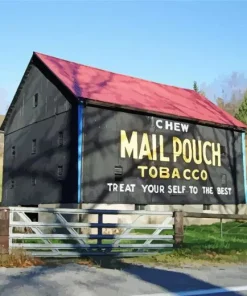 CHEW
MAIL POUCH
TOBACCO
TREAT YOUR SELF TO THE BEST